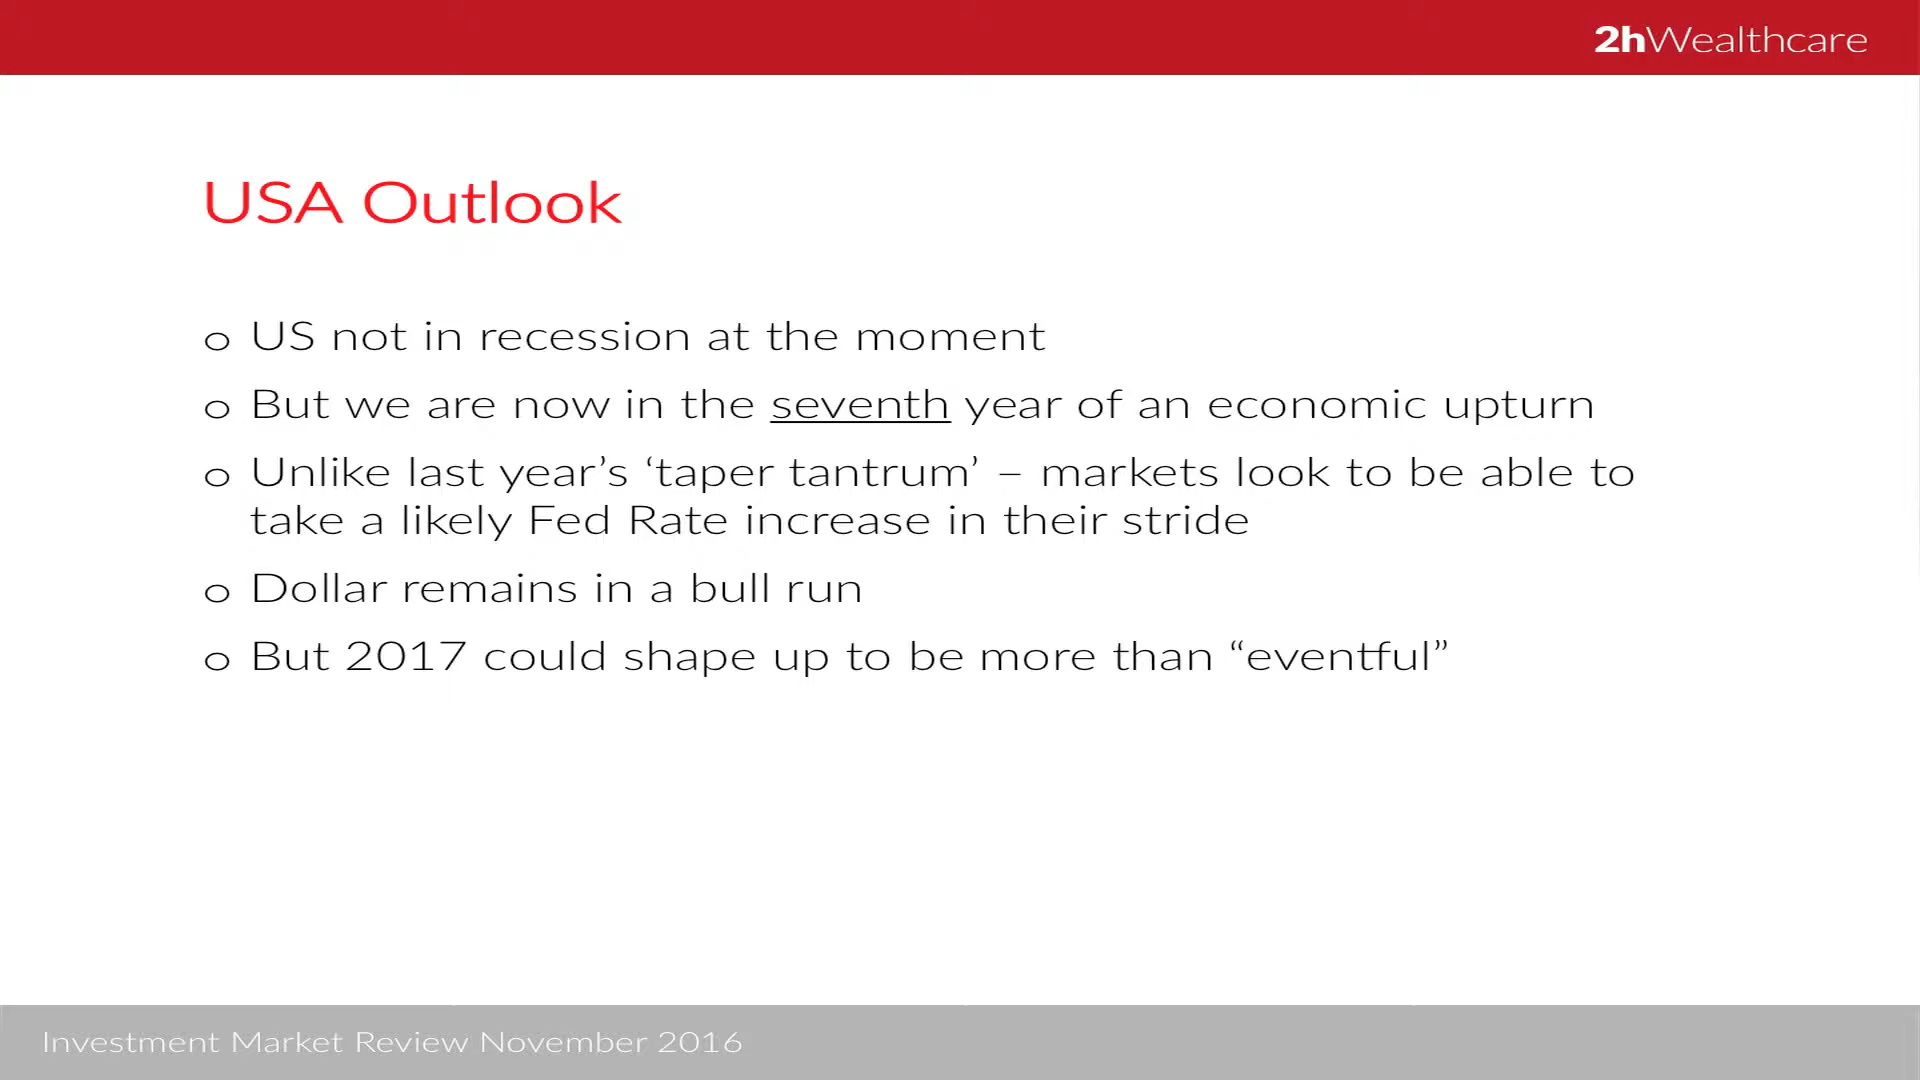 2hWealthcare
USA Outlook
o US not in recession at the moment
o But we are now in the seventh year of an economic upturn
o Unlike last year’s ‘taper tantrum’ – markets look to be able to
take a likely Fed Rate increase in their stride
o Dollar remains in a bull run
o But 2017 could shape up to be more than “eventful”
Investment Market Review November 2016